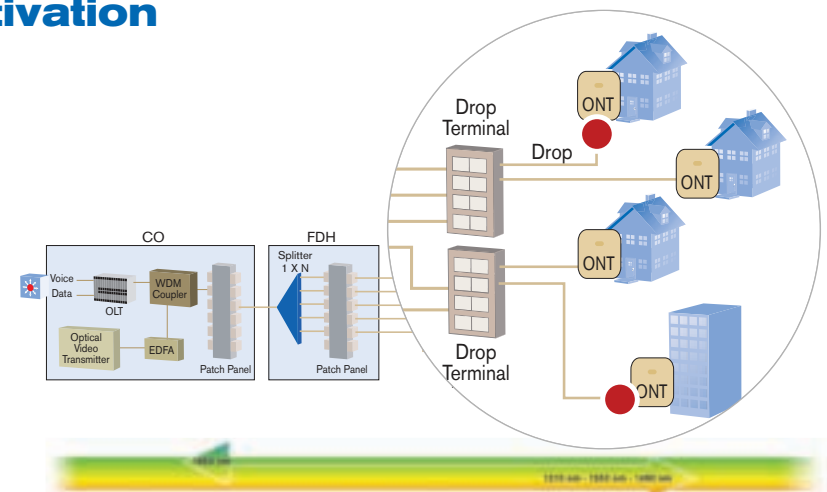 tivation
Drop
Terminal
ONT
Drop
ONT
CO
FDH
Splitter
1 X N
ONT
Voice
Data
OLT
WDM
Coupler
Optical
Video
Transmitter
EDFA
Patch Panel
Patch Panel
Drop
Terminal
ONT